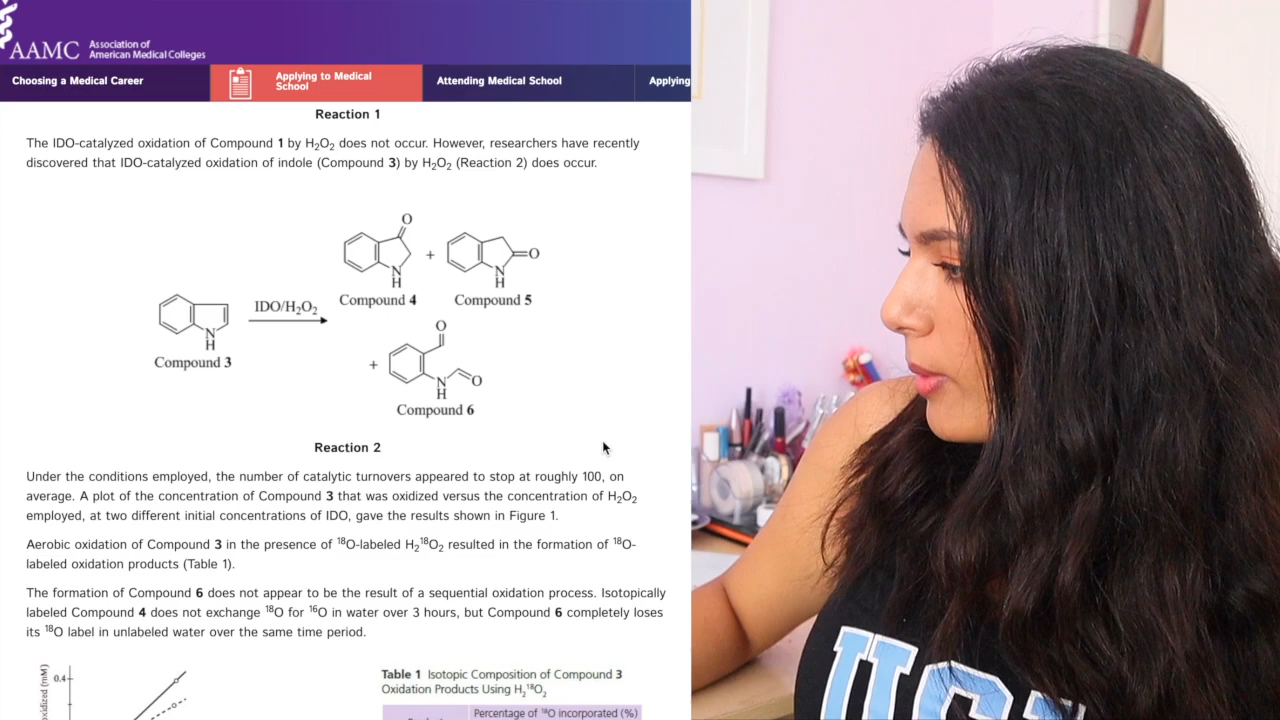 AAMC
Association of
American Medical Colleges
Choosing a Medical Career
Applying to Medical
School
Attending Medical School
Applying
Reaction 1
The IDO-catalyzed oxidation of Compound 1 by H₂O₂ does not occur. However, researchers have recently
discovered that IDO-catalyzed oxidation of indole (Compound 3) by H₂O₂ (Reaction 2) does occur.
O
N
H
Compound 4
+
O
N
H
Compound 5
N
H
Compound 3
IDO/H₂O₂
+
O
N
H
O
Compound 6
Reaction 2
Under the conditions employed, the number of catalytic turnovers appeared to stop at roughly 100, on
average. A plot of the concentration of Compound 3 that was oxidized versus the concentration of H₂O₂
employed, at two different initial concentrations of IDO, gave the results shown in Figure 1.
Aerobic oxidation of Compound 3 in the presence of ¹⁸O-labeled H₂¹⁸O₂ resulted in the formation of ¹⁸O-
labeled oxidation products (Table 1).
The formation of Compound 6 does not appear to be the result of a sequential oxidation process. Isotopically
labeled Compound 4 does not exchange ¹⁸O for ¹⁶O in water over 3 hours, but Compound 6 completely loses
its ¹⁸O label in unlabeled water over the same time period.
oxidized (mM)
0.4
Table 1 Isotopic Composition of Compound 3
Oxidation Products Using H₂¹⁸O₂
Percentage of ¹⁸O incorporated (%)